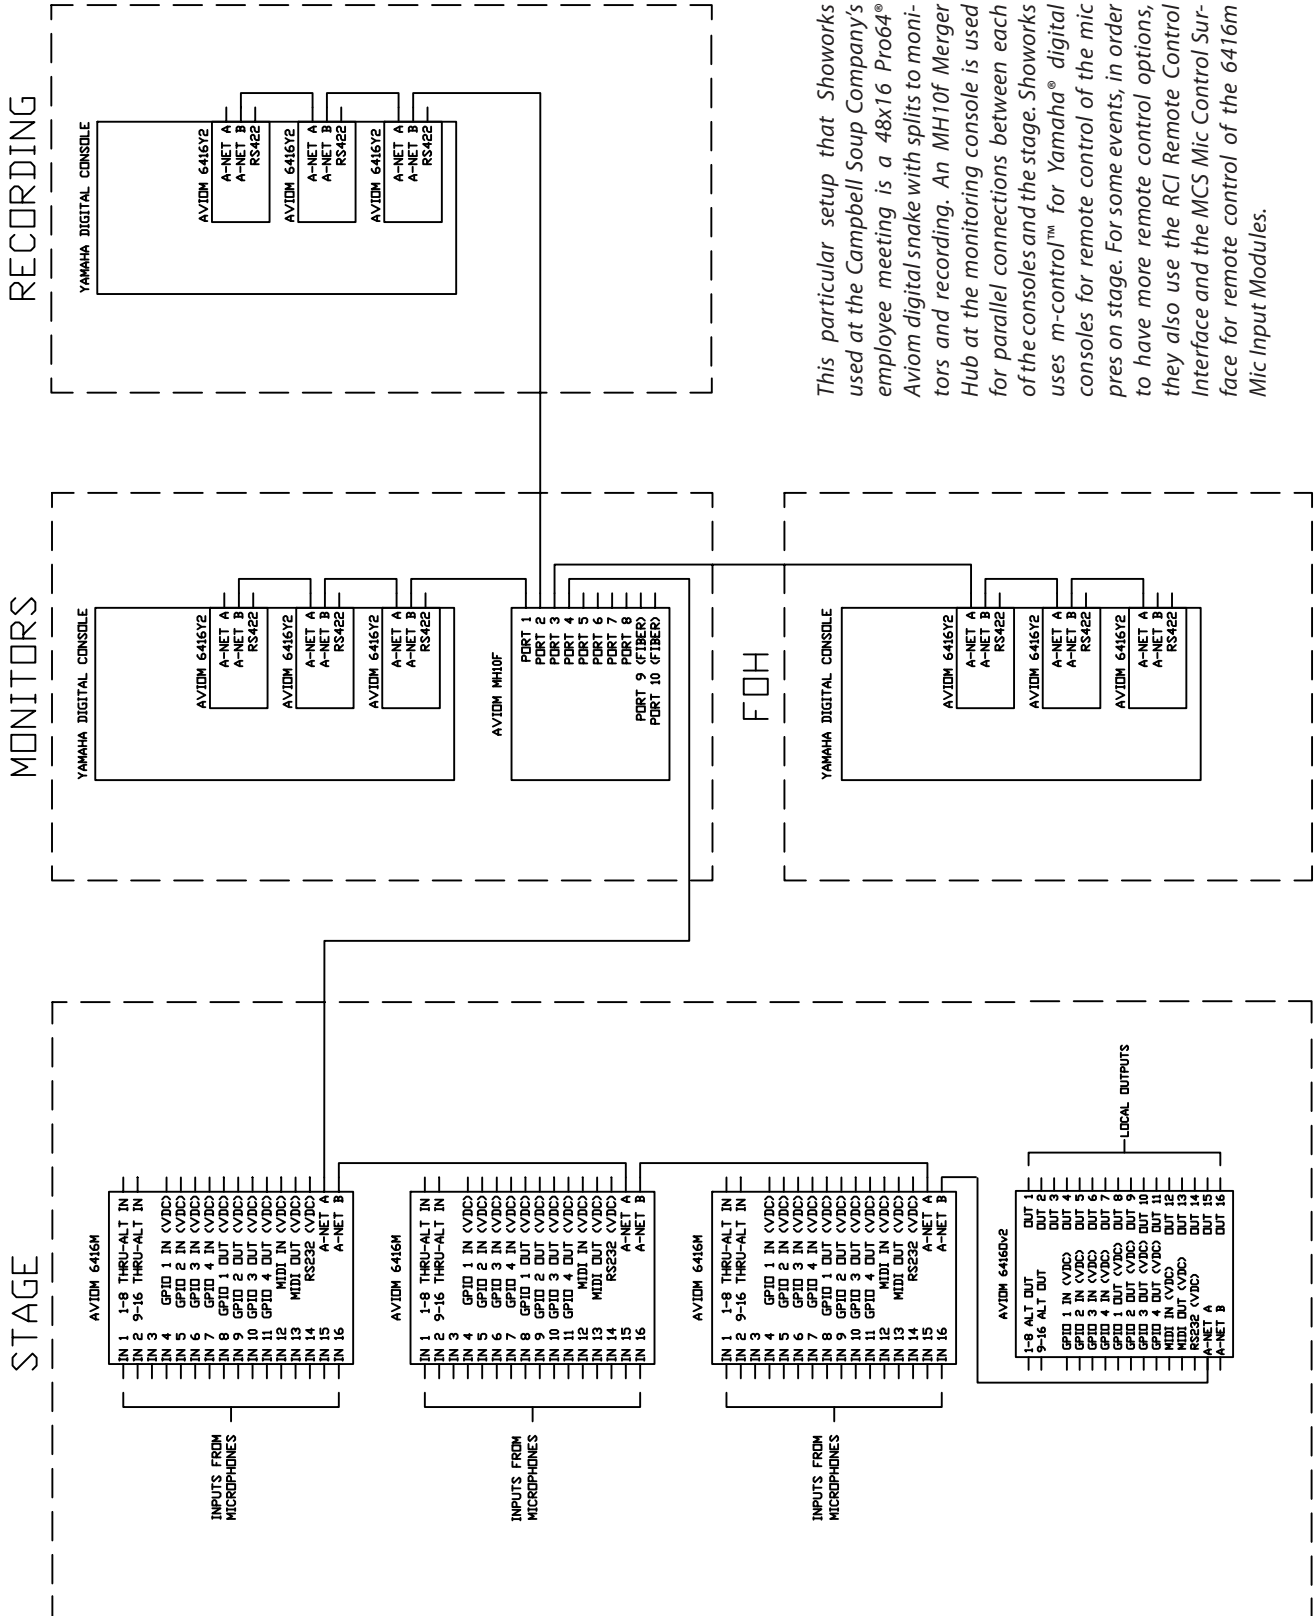 STAGE
AVIOM 6416M
IN 1 1-8 THRU-ALT IN
IN 2 9-16 THRU-ALT IN
IN 3
IN 4 GPIO 1 IN (VDC)
IN 5 GPIO 2 IN (VDC)
IN 6 GPIO 3 IN (VDC)
IN 7 GPIO 4 IN (VDC)
IN 8 GPIO 1 OUT (VDC)
IN 9 GPIO 2 OUT (VDC)
IN 10 GPIO 3 OUT (VDC)
IN 11 GPIO 4 OUT (VDC)
IN 12 MIDI IN (VDC)
IN 13 MIDI OUT (VDC)
IN 14 RS232 (VDC)
IN 15 A-NET A
IN 16 A-NET B
INPUTS FROM
MICROPHONES
AVIOM 6416M
IN 1 1-8 THRU-ALT IN
IN 2 9-16 THRU-ALT IN
IN 3
IN 4 GPIO 1 IN (VDC)
IN 5 GPIO 2 IN (VDC)
IN 6 GPIO 3 IN (VDC)
IN 7 GPIO 4 IN (VDC)
IN 8 GPIO 1 OUT (VDC)
IN 9 GPIO 2 OUT (VDC)
IN 10 GPIO 3 OUT (VDC)
IN 11 GPIO 4 OUT (VDC)
IN 12 MIDI IN (VDC)
IN 13 MIDI OUT (VDC)
IN 14 RS232 (VDC)
IN 15 A-NET A
IN 16 A-NET B
INPUTS FROM
MICROPHONES
AVIOM 6416M
IN 1 1-8 THRU-ALT IN
IN 2 9-16 THRU-ALT IN
IN 3
IN 4 GPIO 1 IN (VDC)
IN 5 GPIO 2 IN (VDC)
IN 6 GPIO 3 IN (VDC)
IN 7 GPIO 4 IN (VDC)
IN 8 GPIO 1 OUT (VDC)
IN 9 GPIO 2 OUT (VDC)
IN 10 GPIO 3 OUT (VDC)
IN 11 GPIO 4 OUT (VDC)
IN 12 MIDI IN (VDC)
IN 13 MIDI OUT (VDC)
IN 14 RS232 (VDC)
IN 15 A-NET A
IN 16 A-NET B
INPUTS FROM
MICROPHONES
AVIOM 6416Ov2
1-8 ALT OUT OUT 1
9-16 ALT OUT OUT 2
OUT 3
GPIO 1 IN (VDC) OUT 4
GPIO 2 IN (VDC) OUT 5
GPIO 3 IN (VDC) OUT 6
GPIO 4 IN (VDC) OUT 7
GPIO 1 OUT (VDC) OUT 8
GPIO 2 OUT (VDC) OUT 9
GPIO 3 OUT (VDC) OUT 10
GPIO 4 OUT (VDC) OUT 11
MIDI IN (VDC) OUT 12
MIDI OUT (VDC) OUT 13
RS232 (VDC) OUT 14
A-NET A OUT 15
A-NET B OUT 16
LOCAL OUTPUTS
MONITORS
YAMAHA DIGITAL CONSOLE
AVIOM 6416Y2
A-NET A
A-NET B
RS422
AVIOM 6416Y2
A-NET A
A-NET B
RS422
AVIOM 6416Y2
A-NET A
A-NET B
RS422
AVIOM MH10F
PORT 1
PORT 2
PORT 3
PORT 4
PORT 5
PORT 6
PORT 7
PORT 8
PORT 9 (FIBER)
PORT 10 (FIBER)
FOH
YAMAHA DIGITAL CONSOLE
AVIOM 6416Y2
A-NET A
A-NET B
RS422
AVIOM 6416Y2
A-NET A
A-NET B
RS422
AVIOM 6416Y2
A-NET A
A-NET B
RS422
RECORDING
YAMAHA DIGITAL CONSOLE
AVIOM 6416Y2
A-NET A
A-NET B
RS422
AVIOM 6416Y2
A-NET A
A-NET B
RS422
AVIOM 6416Y2
A-NET A
A-NET B
RS422
This particular setup that Showorks
used at the Campbell Soup Company's
employee meeting is a 48x16 Pro64®
Aviom digital snake with splits to moni-
tors and recording. An MH10f Merger
Hub at the monitoring console is used
for parallel connections between each
of the consoles and the stage. Showorks
uses m-control™ for Yamaha® digital
consoles for remote control of the mic
pres on stage. For some events, in order
to have more remote control options,
they also use the RCI Remote Control
Interface and the MCS Mic Control Sur-
face for remote control of the 6416m
Mic Input Modules.